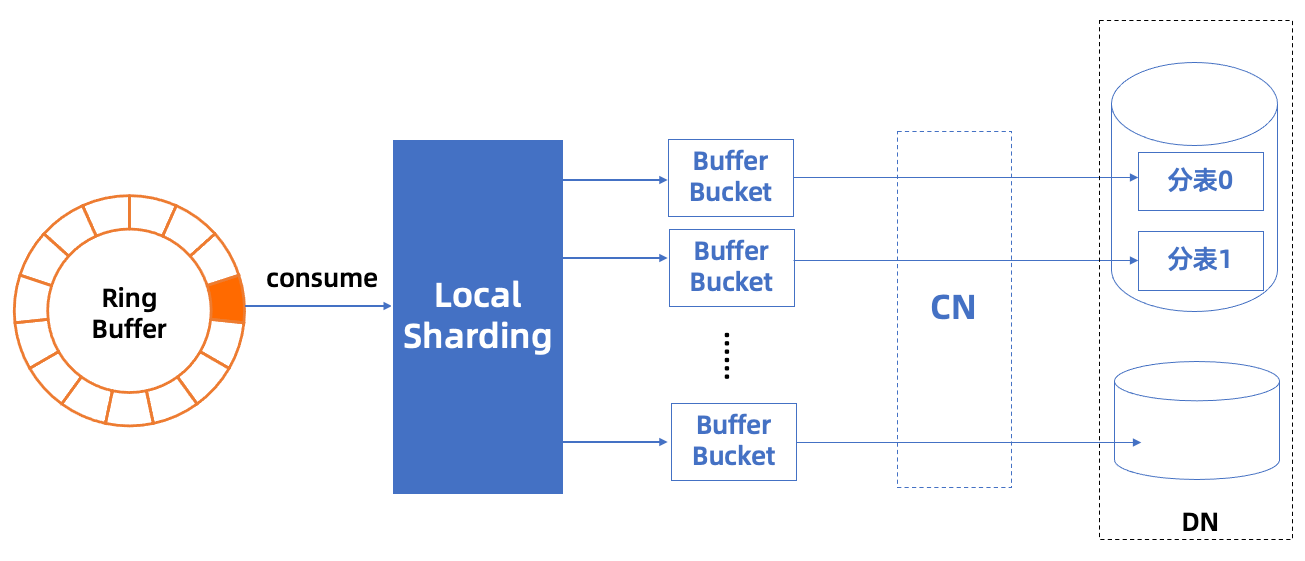 Ring
Buffer
consume
Local
Sharding
Buffer
Bucket
Buffer
Bucket
Buffer
Bucket
CN
分表0
分表1
DN